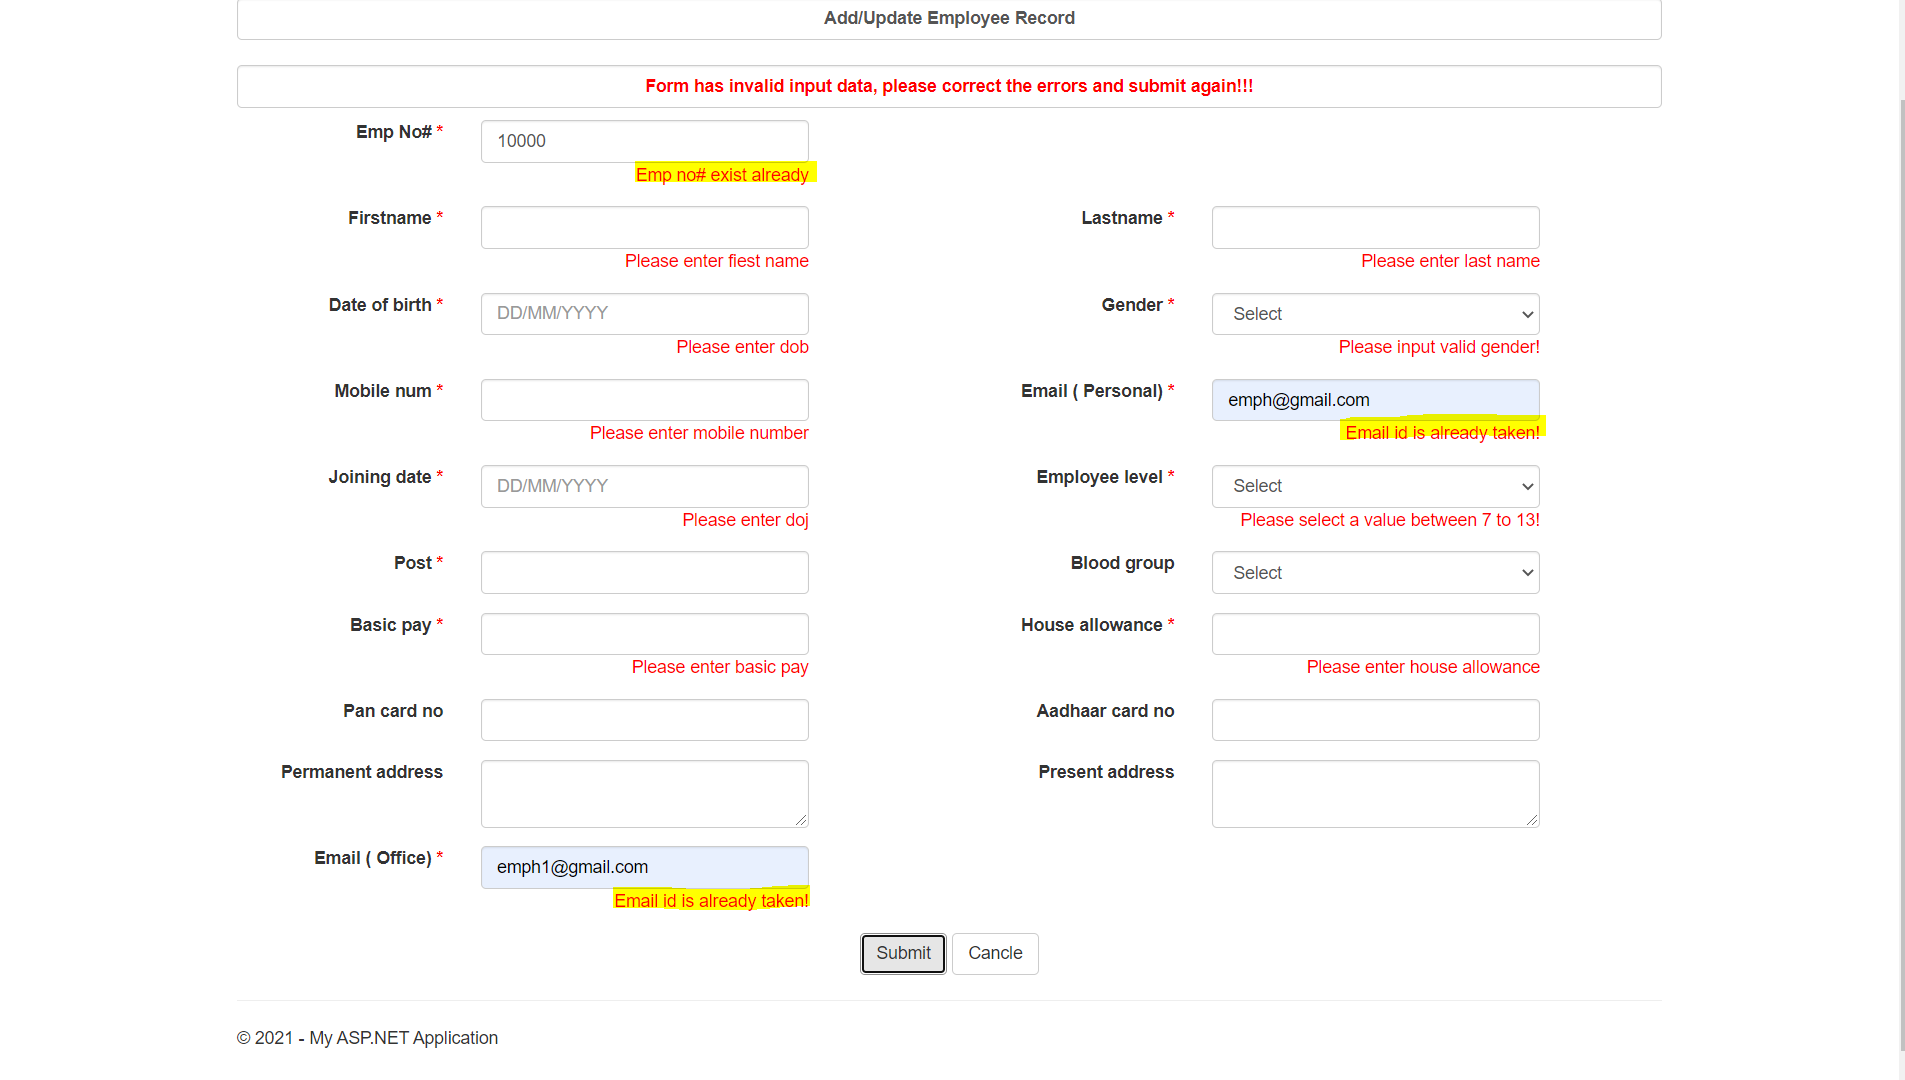 Add/Update Employee Record
Form has invalid input data, please correct the errors and submit again!!!
Emp No# *
10000
Emp no# exist already
Firstname *
Please enter fiest name
Lastname *
Please enter last name
Date of birth *
DD/MM/YYYY
Please enter dob
Gender *
Select
Please input valid gender!
Mobile num *
Please enter mobile number
Email ( Personal) *
emph@gmail.com
Email id is already taken!
Joining date *
DD/MM/YYYY
Please enter doj
Employee level *
Select
Please select a value between 7 to 13!
Post *
Blood group
Select
Basic pay *
Please enter basic pay
House allowance *
Please enter house allowance
Pan card no
Aadhaar card no
Permanent address
Present address
Email ( Office) *
emph1@gmail.com
Email id is already taken!
Submit
Cancle
© 2021 - My ASP.NET Application